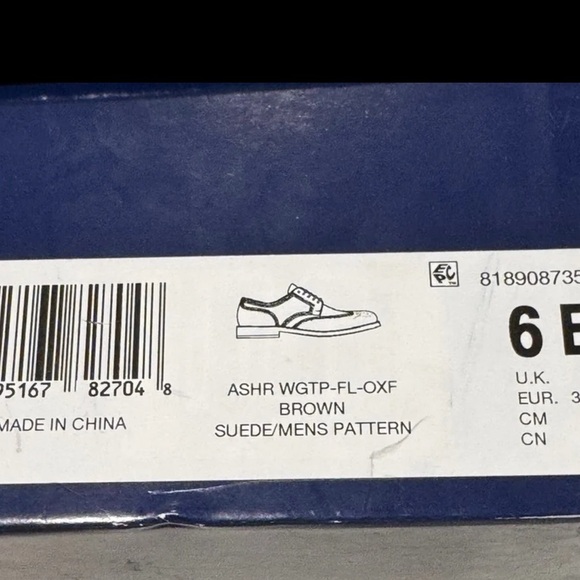 95167 82704 8
MADE IN CHINA
ASHR WGTP-FL-OXF
BROWN
SUEDE/MENS PATTERN
818908735
6
U.K.
EUR. 3
CM
CN